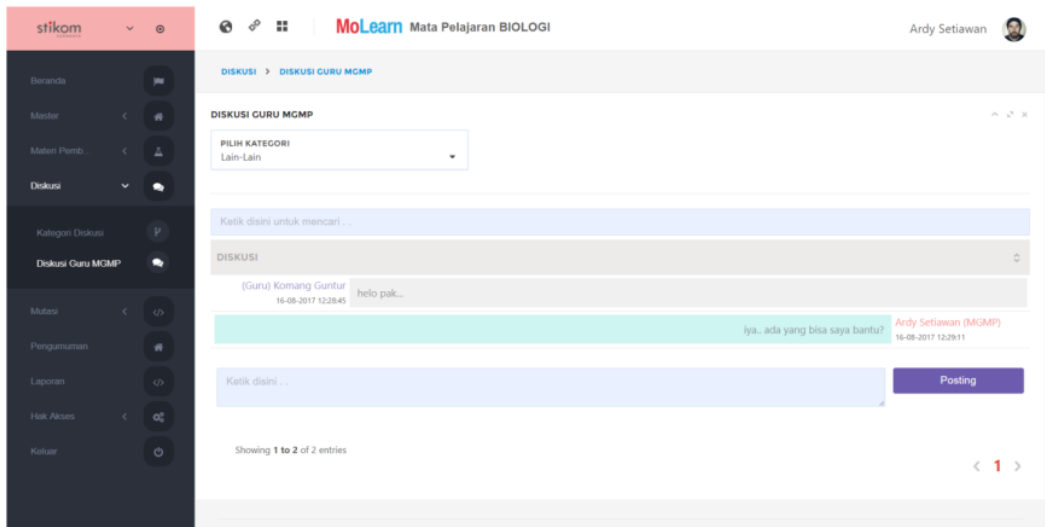 stikom
SURABAYA
MoLearn Mata Pelajaran BIOLOGI
Ardy Setiawan
Beranda
Master
Materi Pemb...
Diskusi
Kategori Diskusi
Diskusi Guru MGMP
Mutasi
Pengumuman
Laporan
Hak Akses
Keluar
DISKUSI > DISKUSI GURU MGMP
DISKUSI GURU MGMP
PILIH KATEGORI
Lain-Lain
Ketik disini untuk mencari . .
DISKUSI
(Guru) Komang Guntur
16-08-2017 12:28:45
helo pak...
iya.. ada yang bisa saya bantu?
Ardy Setiawan (MGMP)
16-08-2017 12:29:11
Ketik disini . .
Posting
Showing 1 to 2 of 2 entries
< 1 >